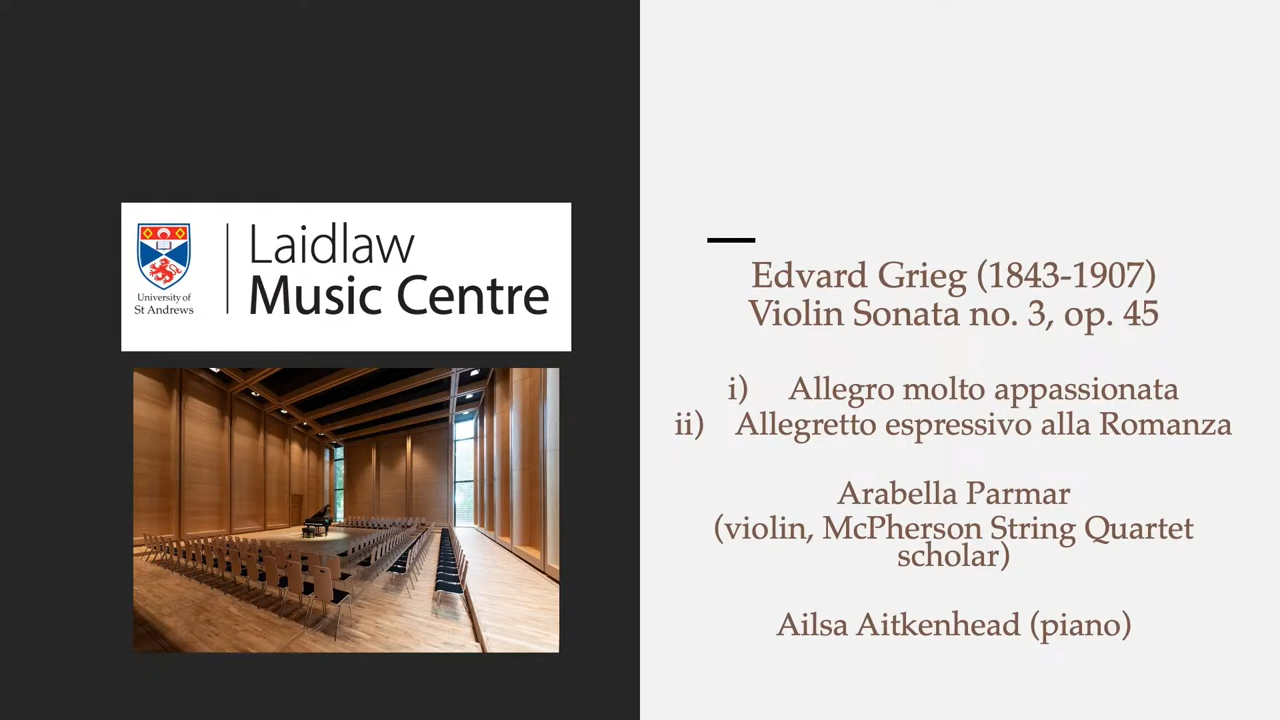 University of
St Andrews
Laidlaw
Music Centre
Edvard Grieg (1843-1907)
Violin Sonata no. 3, op. 45
i) Allegro molto appassionata
ii) Allegretto espressivo alla Romanza
Arabella Parmar
(violin, McPherson String Quartet
scholar)
Ailsa Aitkenhead (piano)